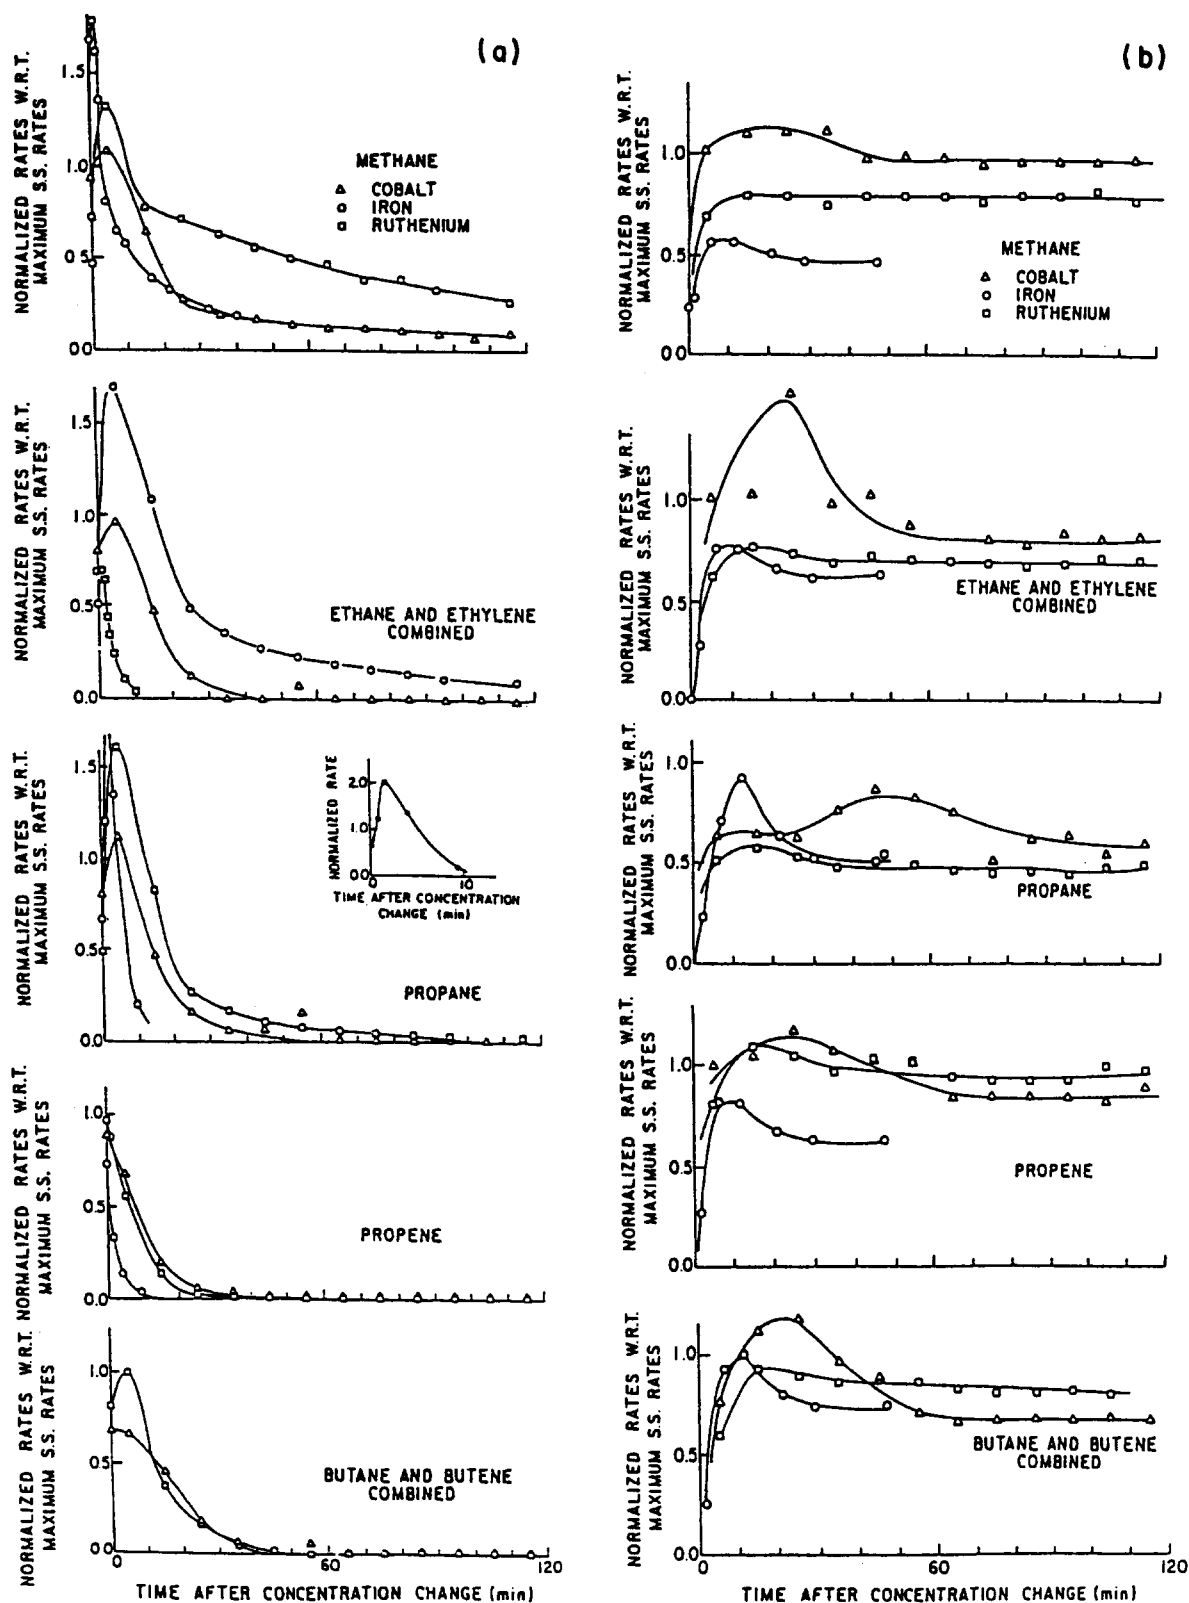 (a)
NORMALIZED RATES W.R.T.
MAXIMUM S.S. RATES
1.5
1.0
0.5
0.0
METHANE
COBALT
IRON
RUTHENIUM
NORMALIZED RATES W.R.T.
MAXIMUM S.S. RATES
1.5
1.0
0.5
0.0
ETHANE AND ETHYLENE
COMBINED
NORMALIZED RATES W.R.T.
MAXIMUM S.S. RATES
1.5
1.0
0.5
0.0
NORMALIZED RATE
2.0
1.0
0.0
0
10
TIME AFTER CONCENTRATION
CHANGE (min)
PROPANE
NORMALIZED RATES W.R.T.
MAXIMUM S.S. RATES
1.0
0.5
0.0
PROPENE
NORMALIZED RATES W.R.T.
MAXIMUM S.S. RATES
1.0
0.5
0.0
BUTANE AND BUTENE
COMBINED
0
60
120
TIME AFTER CONCENTRATION CHANGE (min)
(b)
NORMALIZED RATES W.R.T.
MAXIMUM S.S. RATES
1.0
0.5
0.0
METHANE
COBALT
IRON
RUTHENIUM
NORMALIZED RATES W.R.T.
MAXIMUM S.S. RATES
1.0
0.5
0.0
ETHANE AND ETHYLENE
COMBINED
NORMALIZED RATES W.R.T.
MAXIMUM S.S. RATES
1.0
0.5
0.0
PROPANE
NORMALIZED RATES W.R.T.
MAXIMUM S.S. RATES
1.0
0.5
0.0
PROPENE
NORMALIZED RATES W.R.T.
MAXIMUM S.S. RATES
1.0
0.5
0.0
BUTANE AND BUTENE
COMBINED
0
60
120
TIME AFTER CONCENTRATION CHANGE (min)